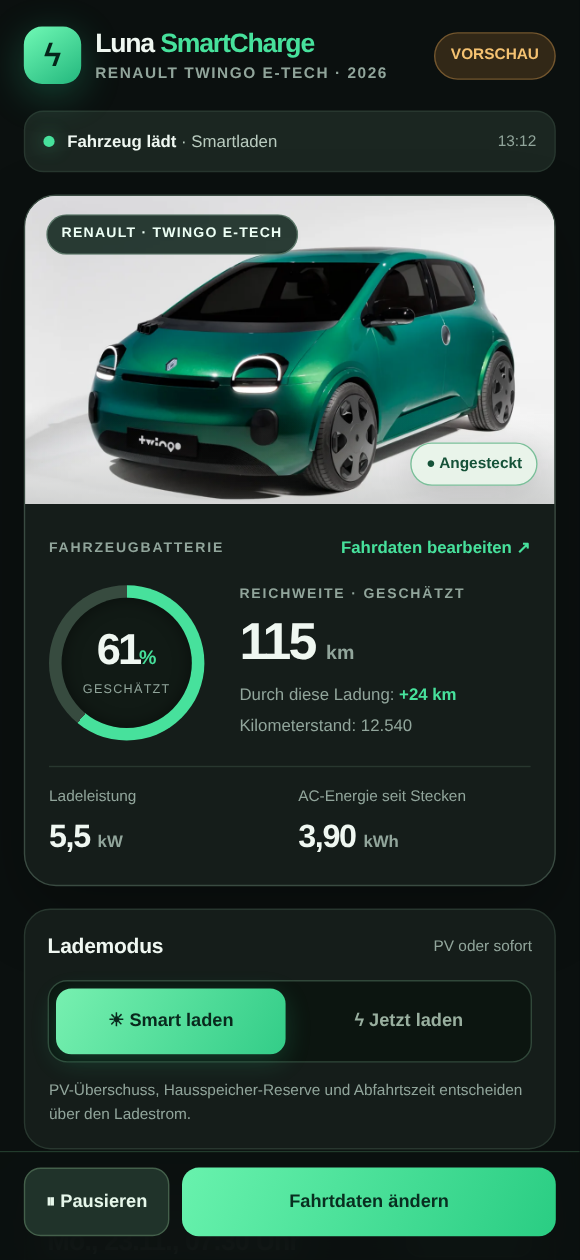 Luna SmartCharge
RENAULT TWINGO E-TECH · 2026
VORSCHAU
Fahrzeug lädt · Smartladen
13:12
RENAULT · TWINGO E-TECH
twingo
● Angesteckt
FAHRZEUGBATTERIE
Fahrdaten bearbeiten ↗
61%
GESCHÄTZT
REICHWEITE · GESCHÄTZT
115 km
Durch diese Ladung: +24 km
Kilometerstand: 12.540
Ladeleistung
5,5 kW
AC-Energie seit Stecken
3,90 kWh
Lademodus
PV oder sofort
☀ Smart laden
ϟ Jetzt laden
PV-Überschuss, Hausspeicher-Reserve und Abfahrtszeit entscheiden
über den Ladestrom.
⏸ Pausieren
Fahrtdaten ändern